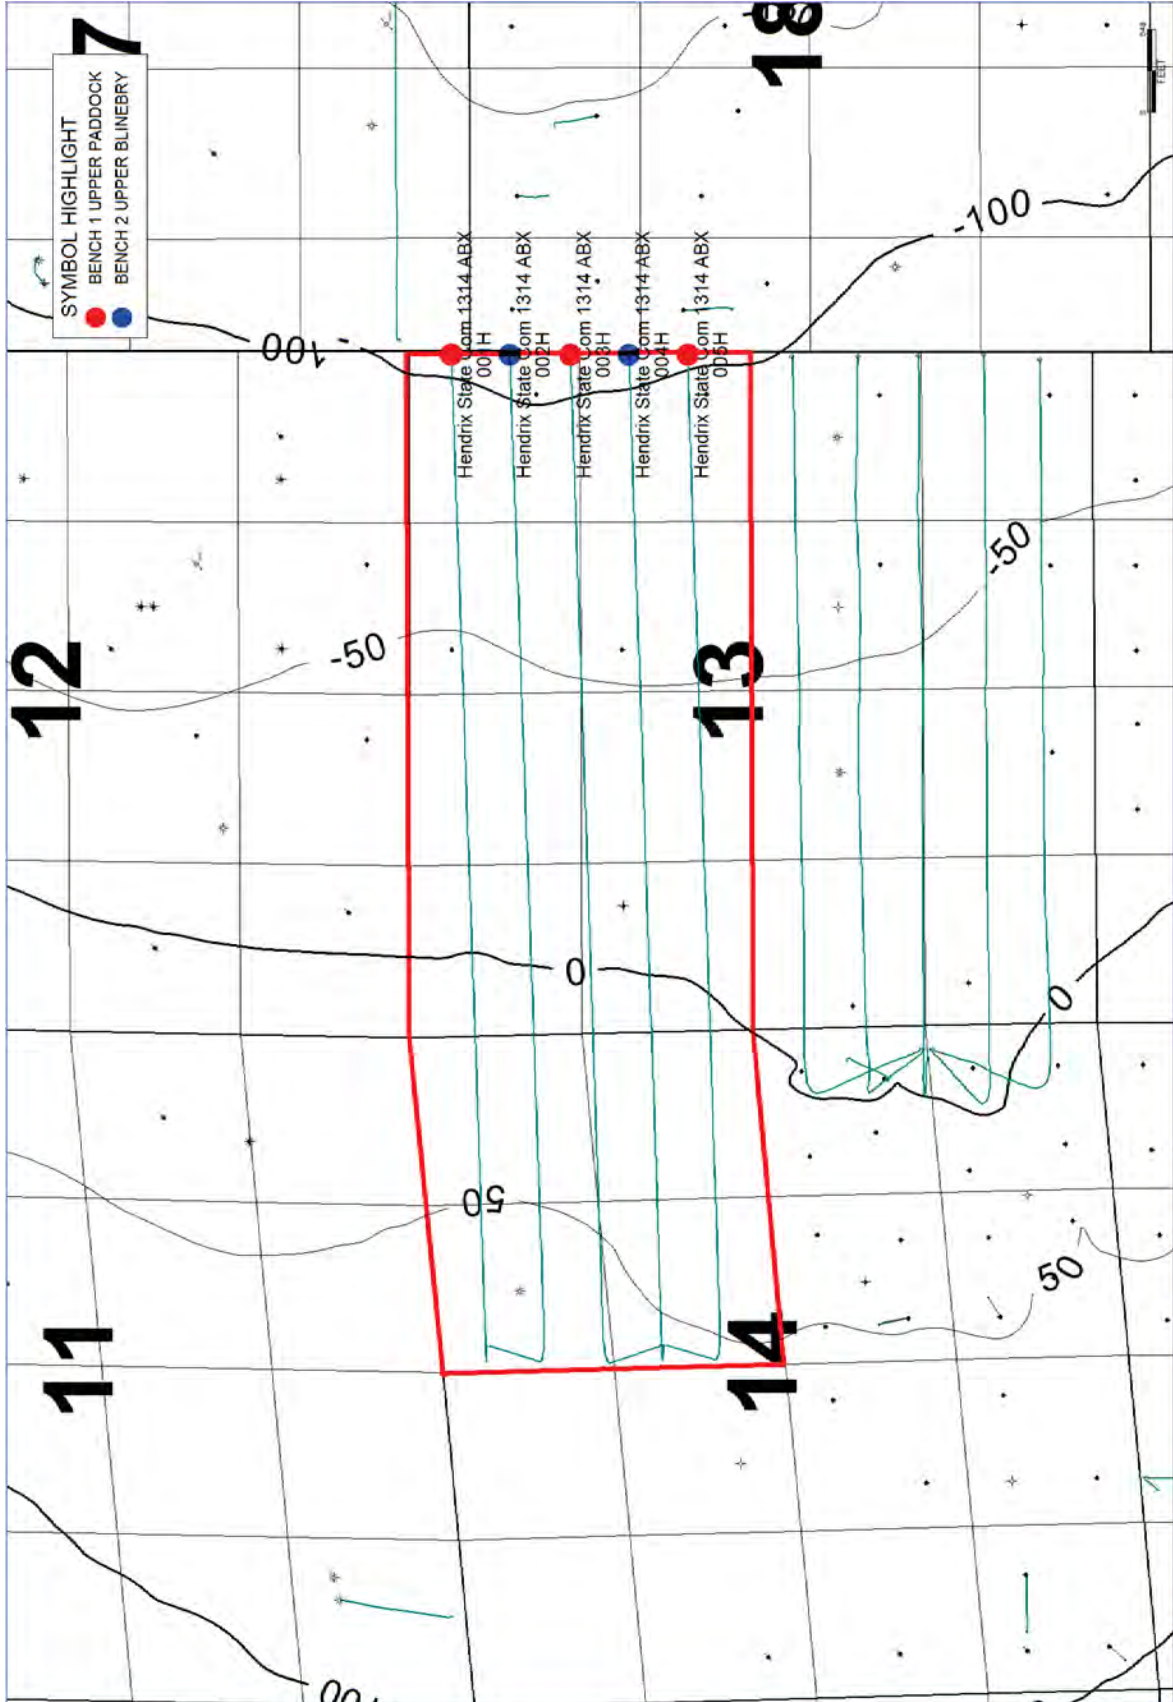 7
18
SYMBOL HIGHLIGHT
BENCH 1 UPPER PADDOCK
BENCH 2 UPPER BLINEBRY
FEET
0
-100
-100
Hendrix State Com 1314 ABX
001H
Hendrix State Com 1314 ABX
002H
Hendrix State Com 1314 ABX
003H
Hendrix State Com 1314 ABX
004H
Hendrix State Com 1314 ABX
005H
-50
-50
12
13
0
0
50
50
11
14